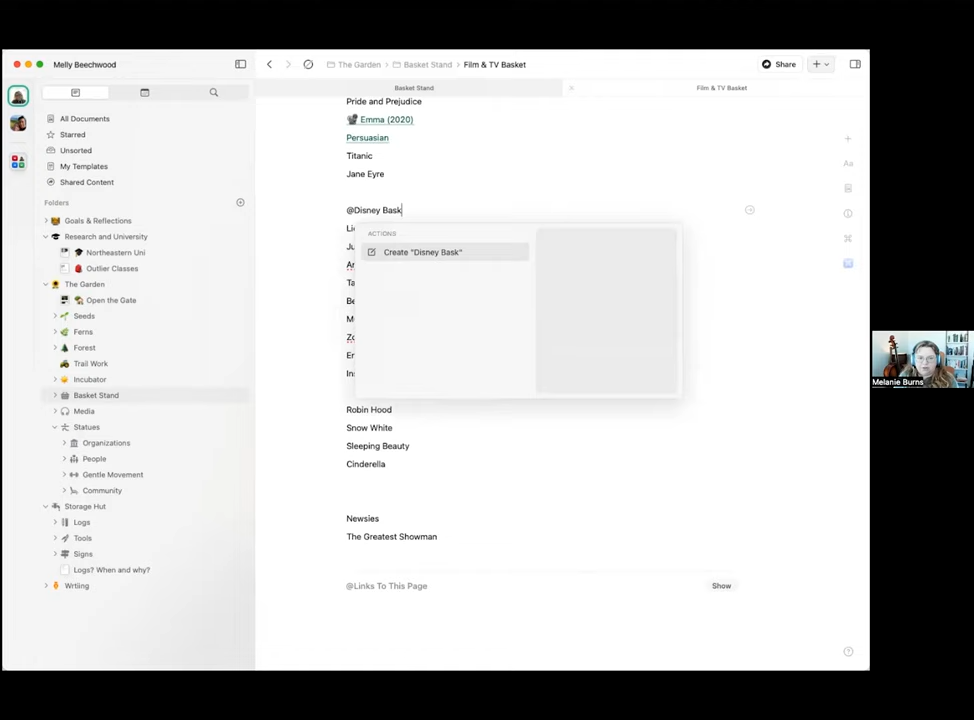 Melly Beechwood
The Garden > Basket Stand > Film & TV Basket
Share
Basket Stand
Film & TV Basket
All Documents
Starred
Unsorted
My Templates
Shared Content
Folders
Goals & Reflections
Research and University
Northeastern Uni
Outlier Classes
The Garden
Open the Gate
Seeds
Ferns
Forest
Trail Work
Incubator
Basket Stand
Media
Statues
Organizations
People
Gentle Movement
Community
Storage Hut
Logs
Tools
Signs
Logs? When and why?
Wrtiing
Pride and Prejudice
Emma (2020)
Persuasian
Titanic
Jane Eyre
@Disney Bask
ACTIONS
Create "Disney Bask"
Robin Hood
Snow White
Sleeping Beauty
Cinderella
Newsies
The Greatest Showman
@Links To This Page
Show
Aa
Melanie Burns